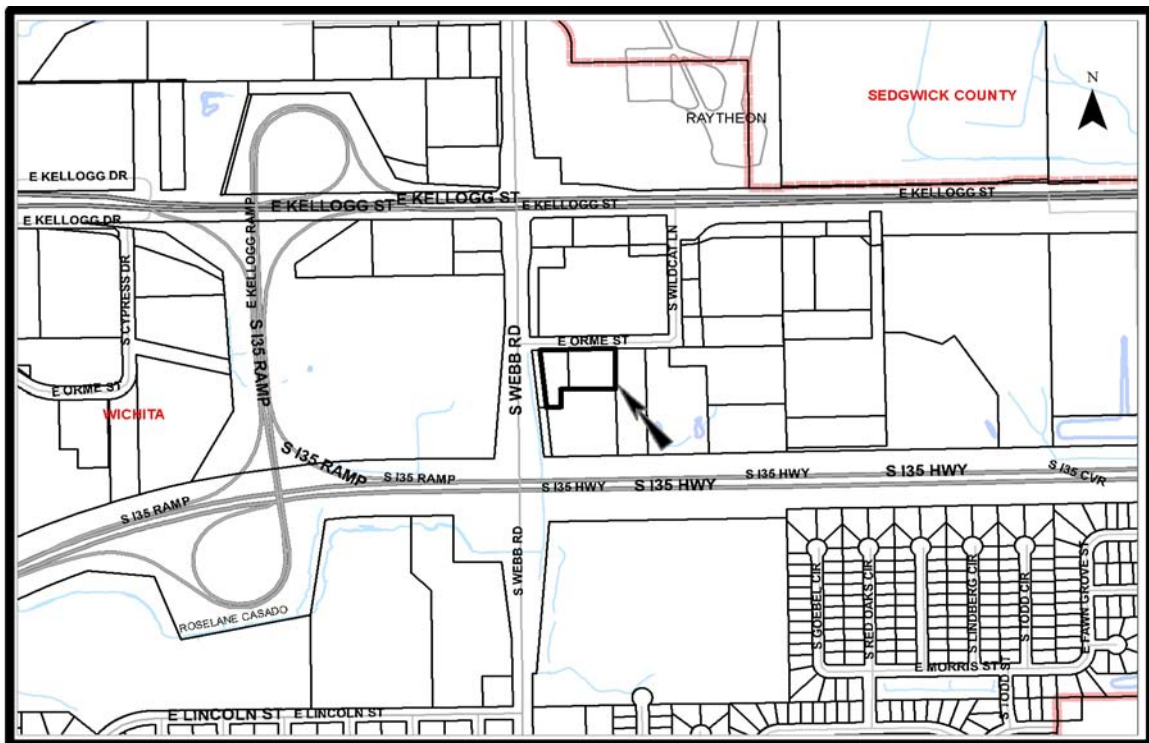 SEDGWICK COUNTY
N
RAYTHEON
E KELLOGG DR
E KELLOGG ST
E KELLOGG ST
E KELLOGG ST
E KELLOGG ST
E KELLOGG DR
E KELLOGG RAMP
S CYPRESS DR
S WILDCAT LN
S I35 RAMP
S WEBB RD
E ORME ST
E ORME ST
WICHITA
S I35 RAMP
S I35 RAMP
S I35 HWY
S I35 HWY
S I35 HWY
S I35 HWY
S I35 CVR
S I35 RAMP
S WEBB RD
S GOEBEL CIR
S RED OAKS CIR
S LINDBERG CIR
S TODD CIR
E FAWN GROVE ST
ROSELANE CASADO
E MORRIS ST
S TODD ST
E LINCOLN ST
E LINCOLN ST